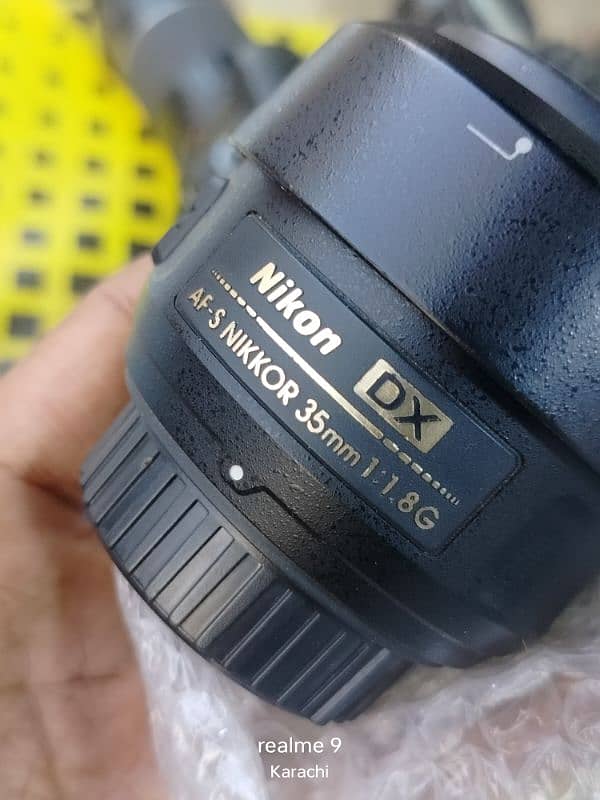 Nikon DX
AF-S NIKKOR 35mm 1:1.8G
realme 9
Karachi